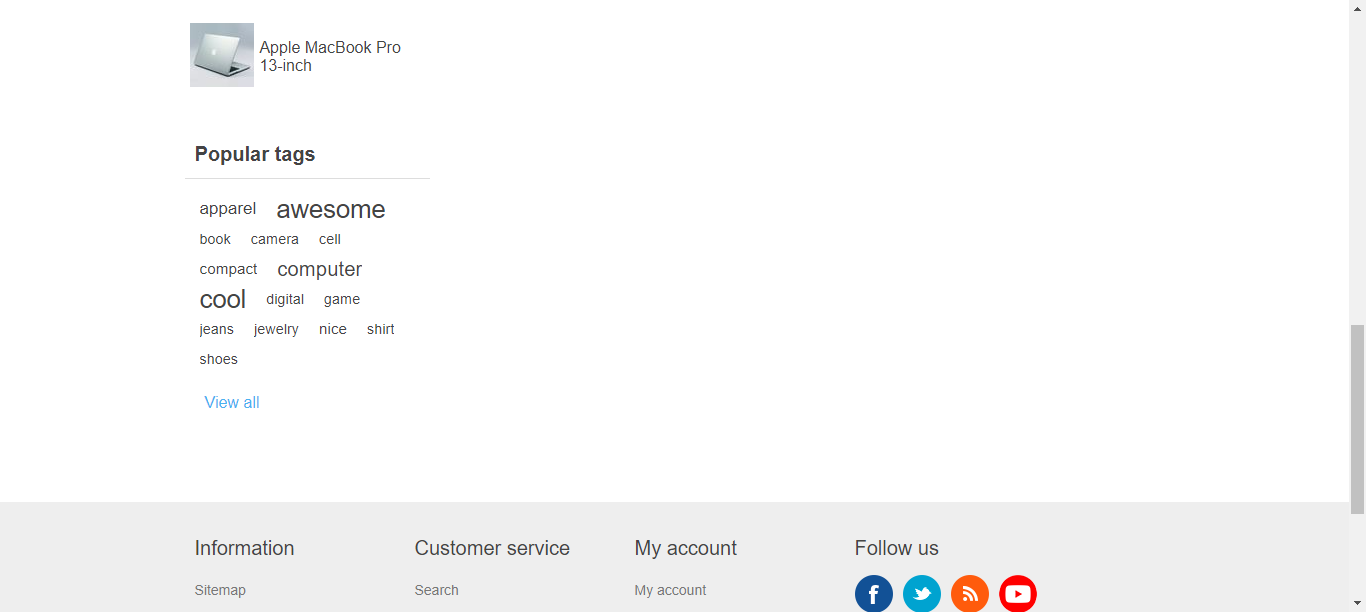 Apple MacBook Pro
13-inch
Popular tags
apparel awesome
book camera cell
compact computer
cool digital game
jeans jewelry nice shirt
shoes
View all
Information Customer service My account Follow us
Sitemap Search My account